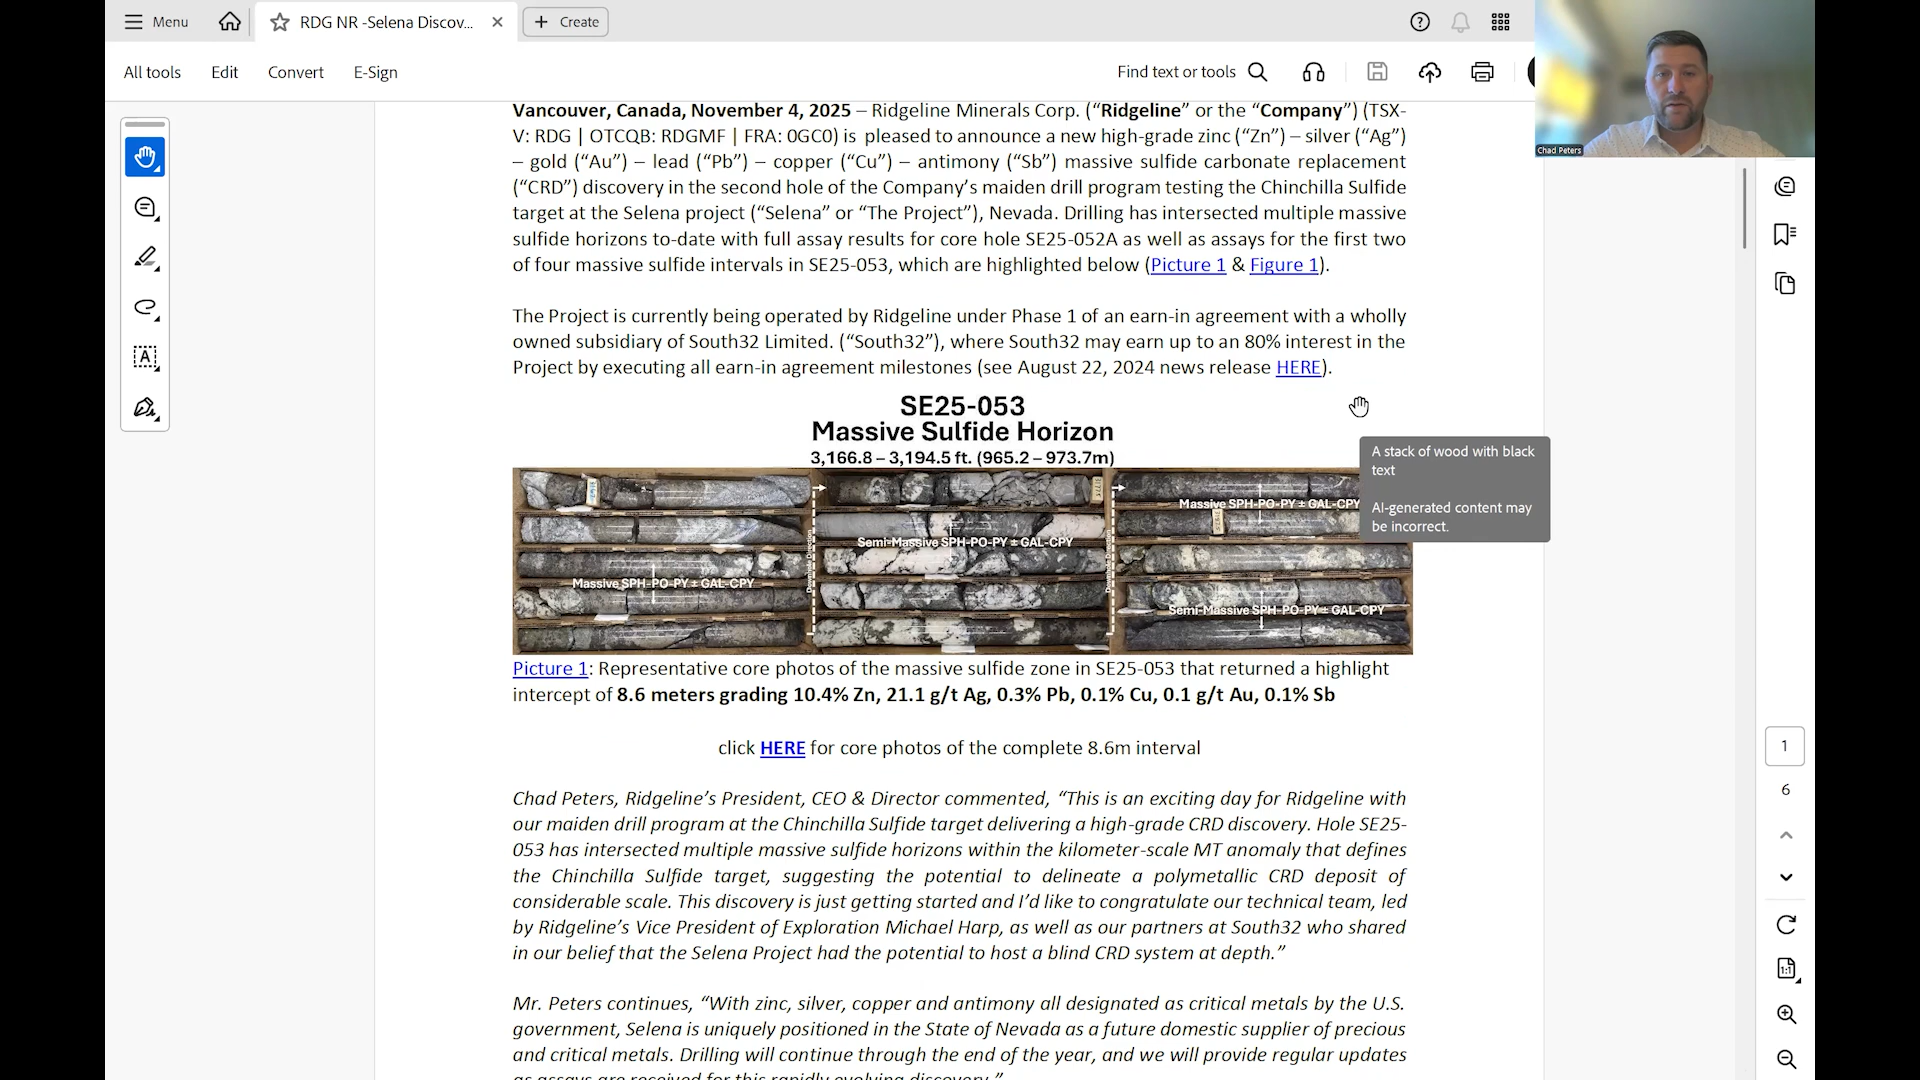 Menu
RDG NR -Selena Discov...
Create
All tools
Edit
Convert
E-Sign
Find text or tools
Chad Peters
Vancouver, Canada, November 4, 2025 – Ridgeline Minerals Corp. (“Ridgeline” or the “Company”) (TSX-
V: RDG | OTCQB: RDGMF | FRA: 0GC0) is pleased to announce a new high-grade zinc (“Zn”) – silver (“Ag”)
– gold (“Au”) – lead (“Pb”) – copper (“Cu”) – antimony (“Sb”) massive sulfide carbonate replacement
(“CRD”) discovery in the second hole of the Company’s maiden drill program testing the Chinchilla Sulfide
target at the Selena project (“Selena” or “The Project”), Nevada. Drilling has intersected multiple massive
sulfide horizons to-date with full assay results for core hole SE25-052A as well as assays for the first two
of four massive sulfide intervals in SE25-053, which are highlighted below (Picture 1 & Figure 1).
The Project is currently being operated by Ridgeline under Phase 1 of an earn-in agreement with a wholly
owned subsidiary of South32 Limited. (“South32”), where South32 may earn up to an 80% interest in the
Project by executing all earn-in agreement milestones (see August 22, 2024 news release HERE).
SE25-053
Massive Sulfide Horizon
3,166.8 – 3,194.5 ft. (965.2 – 973.7m)
A stack of wood with black
text
AI-generated content may
be incorrect.
Massive SPH-PO-PY ± GAL-CPY
Semi-Massive SPH-PO-PY ± GAL-CPY
Massive SPH-PO-PY ± GAL-CPY
Semi-Massive SPH-PO-PY ± GAL-CPY
Picture 1: Representative core photos of the massive sulfide zone in SE25-053 that returned a highlight
intercept of 8.6 meters grading 10.4% Zn, 21.1 g/t Ag, 0.3% Pb, 0.1% Cu, 0.1 g/t Au, 0.1% Sb
click HERE for core photos of the complete 8.6m interval
Chad Peters, Ridgeline’s President, CEO & Director commented, “This is an exciting day for Ridgeline with
our maiden drill program at the Chinchilla Sulfide target delivering a high-grade CRD discovery. Hole SE25-
053 has intersected multiple massive sulfide horizons within the kilometer-scale MT anomaly that defines
the Chinchilla Sulfide target, suggesting the potential to delineate a polymetallic CRD deposit of
considerable scale. This discovery is just getting started and I’d like to congratulate our technical team, led
by Ridgeline’s Vice President of Exploration Michael Harp, as well as our partners at South32 who shared
in our belief that the Selena Project had the potential to host a blind CRD system at depth.”
Mr. Peters continues, “With zinc, silver, copper and antimony all designated as critical metals by the U.S.
government, Selena is uniquely positioned in the State of Nevada as a future domestic supplier of precious
and critical metals. Drilling will continue through the end of the year, and we will provide regular updates
as assays are received for this rapidly evolving discovery.”
1
6
1:1